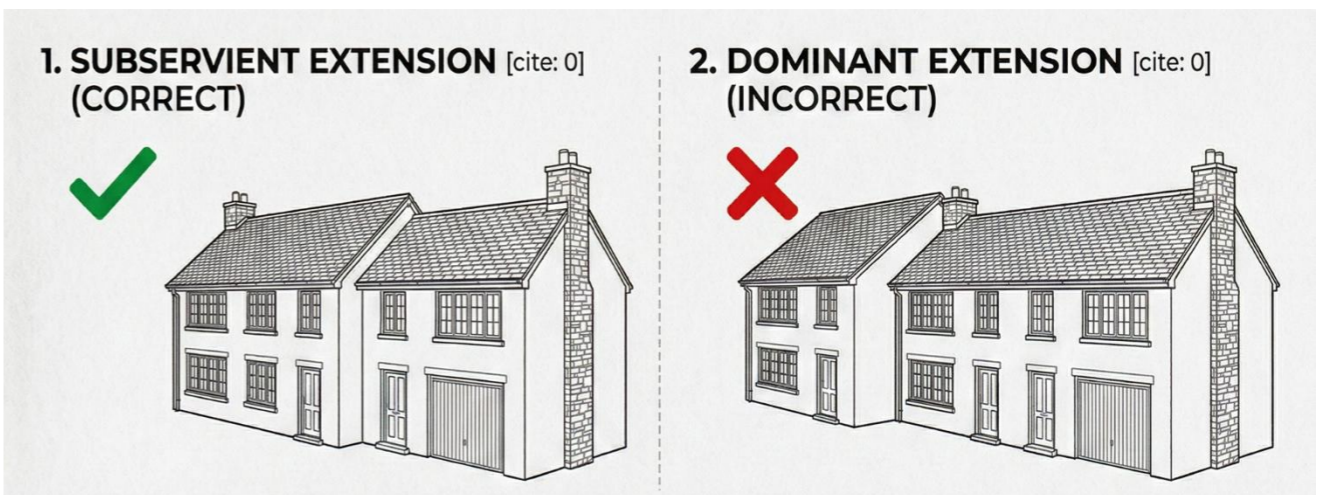 1. SUBSERVIENT EXTENSION [cite: 0]
(CORRECT)
2. DOMINANT EXTENSION [cite: 0]
(INCORRECT)